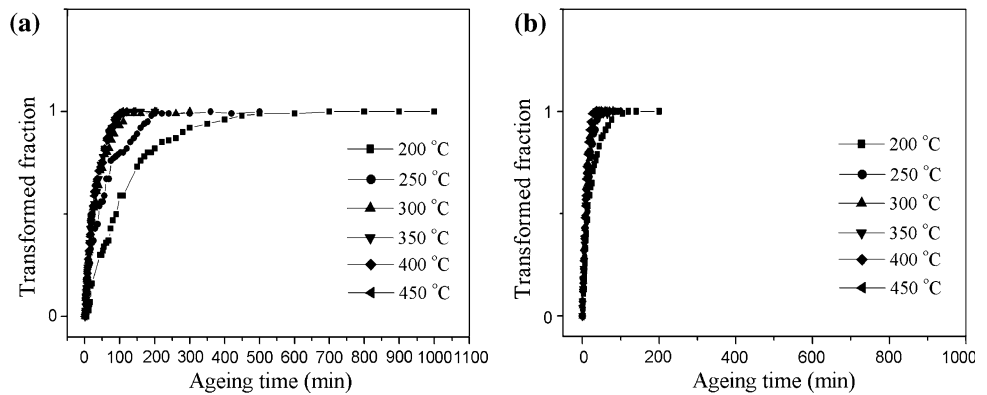 (a)
Transformed fraction
1
0
200 °C
250 °C
300 °C
350 °C
400 °C
450 °C
0 100 200 300 400 500 600 700 800 900 1000 1100
Ageing time (min)
(b)
Transformed fraction
1
0
200 °C
250 °C
300 °C
350 °C
400 °C
450 °C
0 200 400 600 800 1000
Ageing time (min)